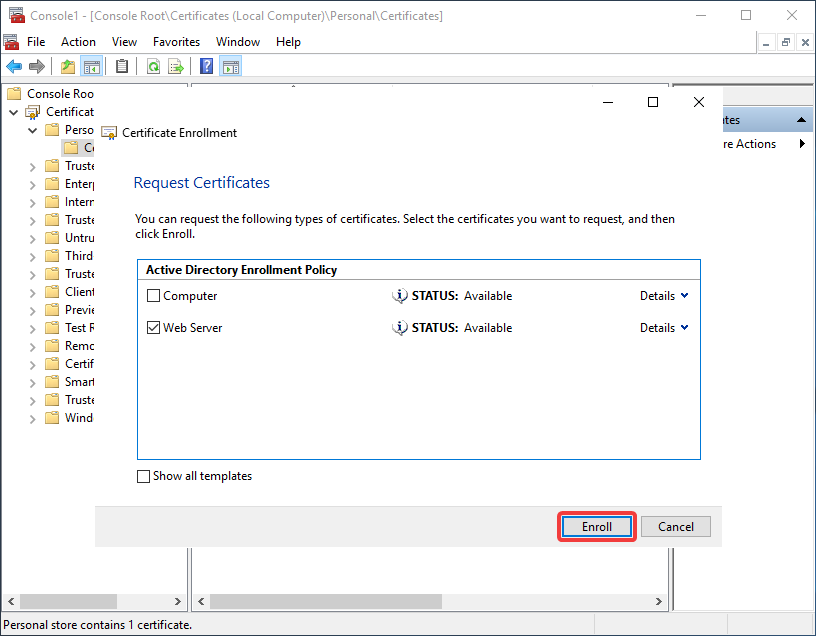 Console1 - [Console Root\Certificates (Local Computer)\Personal\Certificates]
File Action View Favorites Window Help
Console Roo
Certificat
Perso
Ce
Truste
Enterp
Intern
Truste
Untru
Third
Truste
Client
Previe
Test R
Remo
Certif
Smart
Truste
Wind
Certificate Enrollment
Request Certificates
You can request the following types of certificates. Select the certificates you want to request, and then
click Enroll.
Active Directory Enrollment Policy
Computer STATUS: Available Details
Web Server STATUS: Available Details
Show all templates
Enroll Cancel
tes
re Actions
Personal store contains 1 certificate.